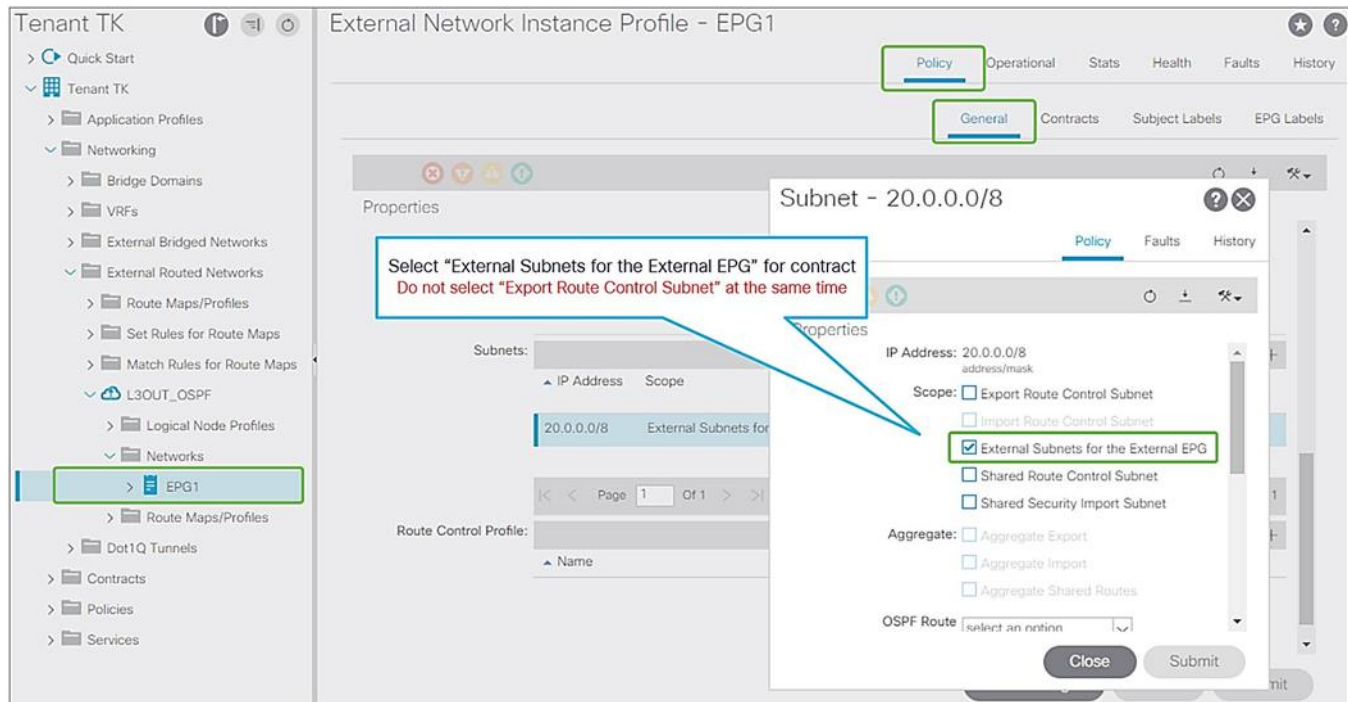 Tenant TK
External Network Instance Profile - EPG1
Policy Operational Stats Health Faults History
General Contracts Subject Labels EPG Labels
Quick Start
Tenant TK
Application Profiles
Networking
Bridge Domains
VRFs
External Bridged Networks
External Routed Networks
Route Maps/Profiles
Set Rules for Route Maps
Match Rules for Route Maps
L3OUT_OSPF
Logical Node Profiles
Networks
EPG1
Route Maps/Profiles
Dot1Q Tunnels
Contracts
Policies
Services
Properties
Select "External Subnets for the External EPG" for contract
Do not select "Export Route Control Subnet" at the same time
Subnets:
IP Address Scope
20.0.0.0/8 External Subnets for
Page 1 Of 1
1
Route Control Profile:
Name
Subnet - 20.0.0.0/8
Policy Faults History
Properties
IP Address: 20.0.0.0/8
address/mask
Scope: Export Route Control Subnet
Import Route Control Subnet
External Subnets for the External EPG
Shared Route Control Subnet
Shared Security Import Subnet
Aggregate: Aggregate Export
Aggregate Import
Aggregate Shared Routes
OSPF Route select an option
Close Submit